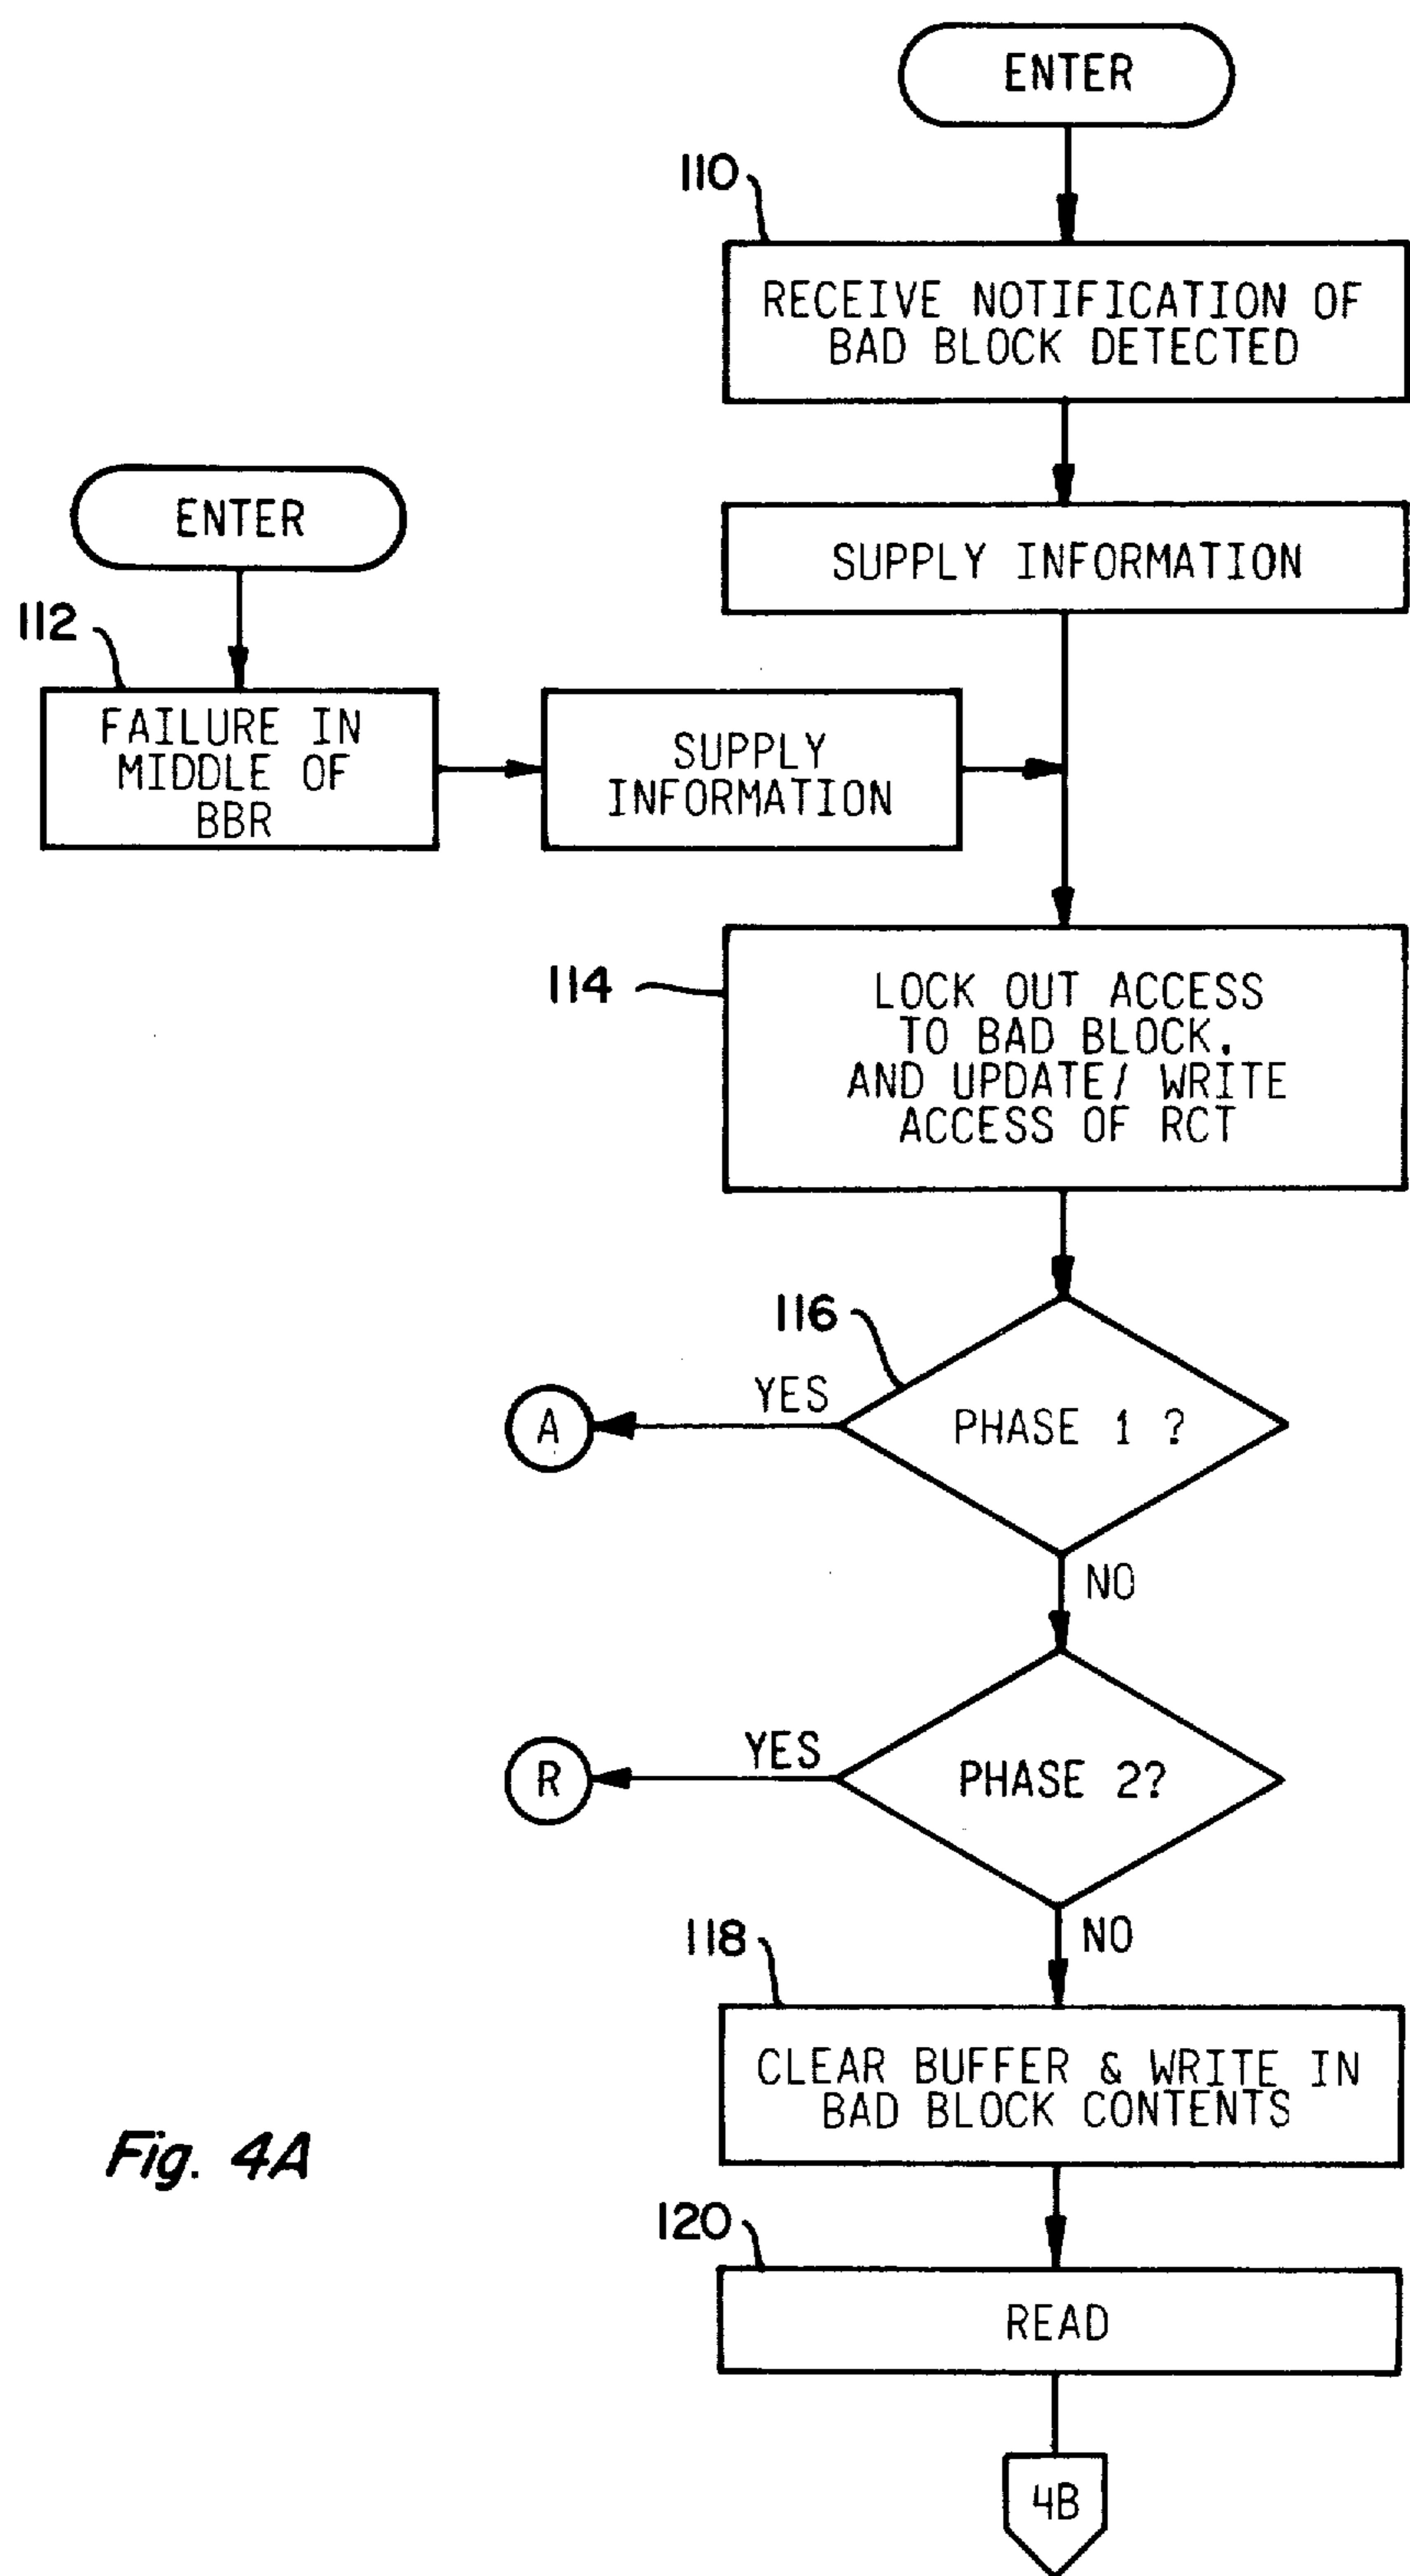 ENTER
110
RECEIVE NOTIFICATION OF
BAD BLOCK DETECTED
SUPPLY INFORMATION
ENTER
112
FAILURE IN
MIDDLE OF
BBR
SUPPLY
INFORMATION
114
LOCK OUT ACCESS
TO BAD BLOCK.
AND UPDATE/ WRITE
ACCESS OF RCT
116
PHASE 1 ?
YES
A
NO
PHASE 2?
YES
R
NO
118
CLEAR BUFFER & WRITE IN
BAD BLOCK CONTENTS
Fig. 4A
120
READ
4B